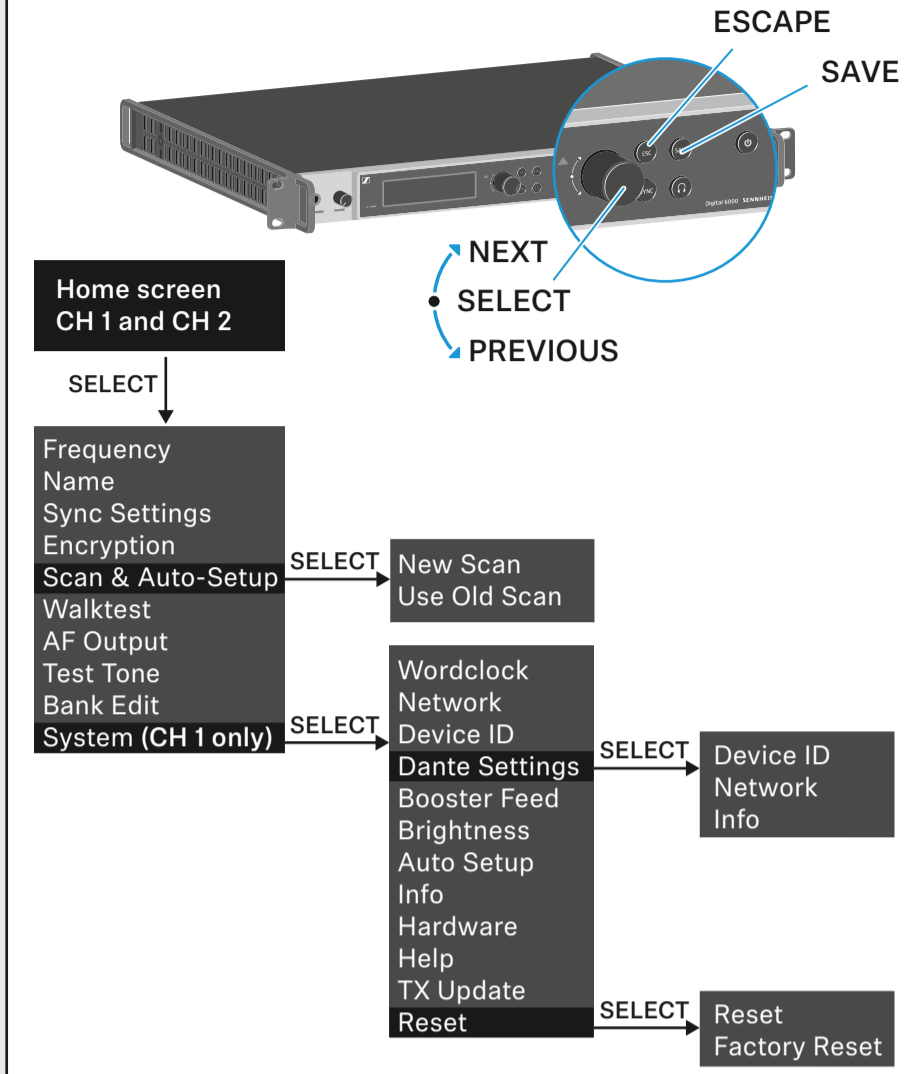 ESCAPE
SAVE
ESC
SYNC
Digital 6000 SENNHEI
NEXT
SELECT
PREVIOUS
Home screen
CH 1 and CH 2
SELECT
Frequency
Name
Sync Settings
Encryption
Scan & Auto-Setup
Walktest
AF Output
Test Tone
Bank Edit
System (CH 1 only)
SELECT
New Scan
Use Old Scan
SELECT
Wordclock
Network
Device ID
Dante Settings
Booster Feed
Brightness
Auto Setup
Info
Hardware
Help
TX Update
Reset
SELECT
Device ID
Network
Info
SELECT
Reset
Factory Reset